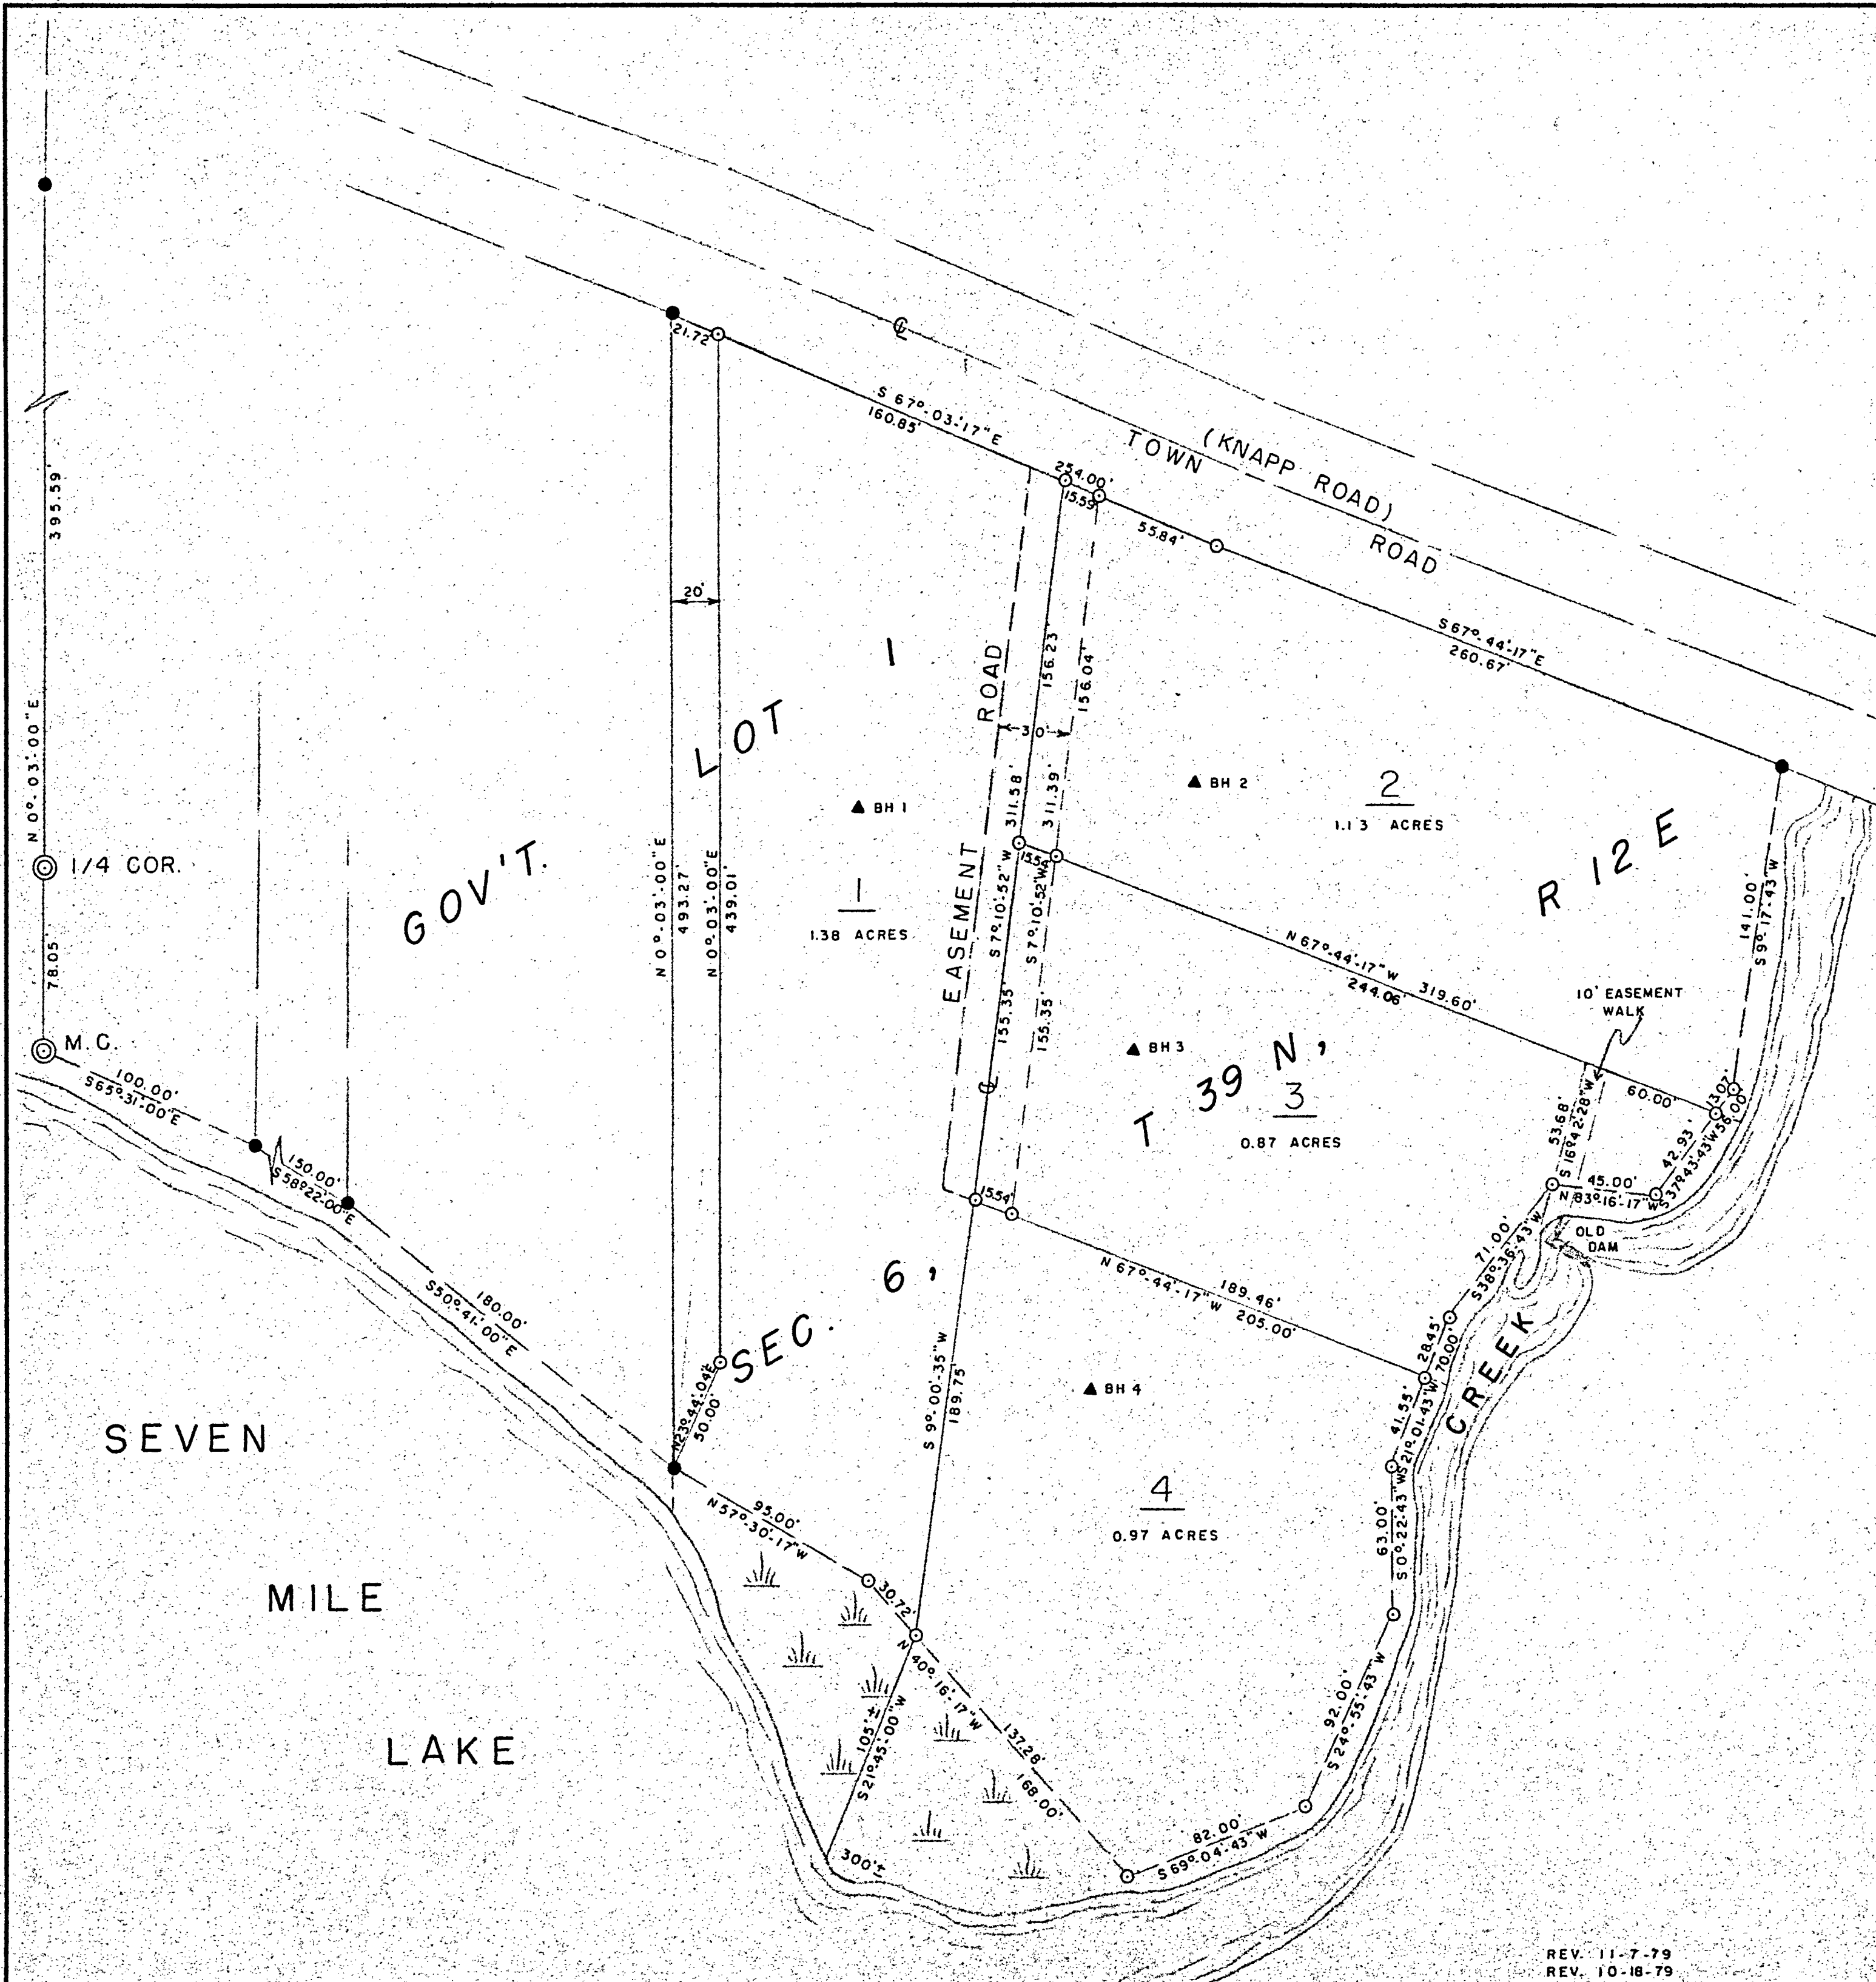 21.72'
S 67°-03'-17" E
160.85'
254.00'
15.59'
55.84'
(KNAPP ROAD)
TOWN ROAD
395.59'
N 0°-03'-00" E
20'
S 67°-44'-17" E
260.67'
156.23'
156.04'
30'
EASEMENT ROAD
GOV'T. LOT 1
BH 1
BH 2
2
1.13 ACRES
1/4 COR.
R 12 E
311.58'
311.39'
15.54'
N 0°-03'-00" E
493.27'
N 0°-03'-00" E
439.01'
1
1.38 ACRES
S 7°-10'-52" W
S 7°-10'-52" W
155.35'
155.35'
141.00'
S 9°-17'-43" W
N 67°-44'-17" W
319.60'
244.06'
10' EASEMENT
WALK
78.05'
M.C.
100.00'
S 65°-31'-00" E
BH 3
T 39 N,
3
0.87 ACRES
60.00'
13.07'
56.00'
53.68'
S 16°-42'-28" W
42.93'
S 37°-43'-43" W
45.00'
N 83°-16'-17" W
150.00'
S 58°-22'-00" E
15.54'
OLD
DAM
71.00'
S 38°-36'-43" W
180.00'
S 50°-41'-00" E
SEC. 6,
N 67°-44'-17" W
189.46'
205.00'
28.45'
70.00'
CREEK
N 23°-44'-04" E
50.00'
S 9°-00'-35" W
189.75'
BH 4
41.55'
S 21°-01'-43" W
SEVEN
MILE
LAKE
4
0.97 ACRES
63.00'
S 0°-22'-43" W
95.00'
N 57°-30'-17" W
30.72'
N 40°-16'-17" W
137.28'
168.00'
105'±
S 21°-45'-00" W
92.00'
S 24°-55'-43" W
82.00'
S 69°-04'-43" W
300'±
REV. 11-7-79
REV. 10-18-79